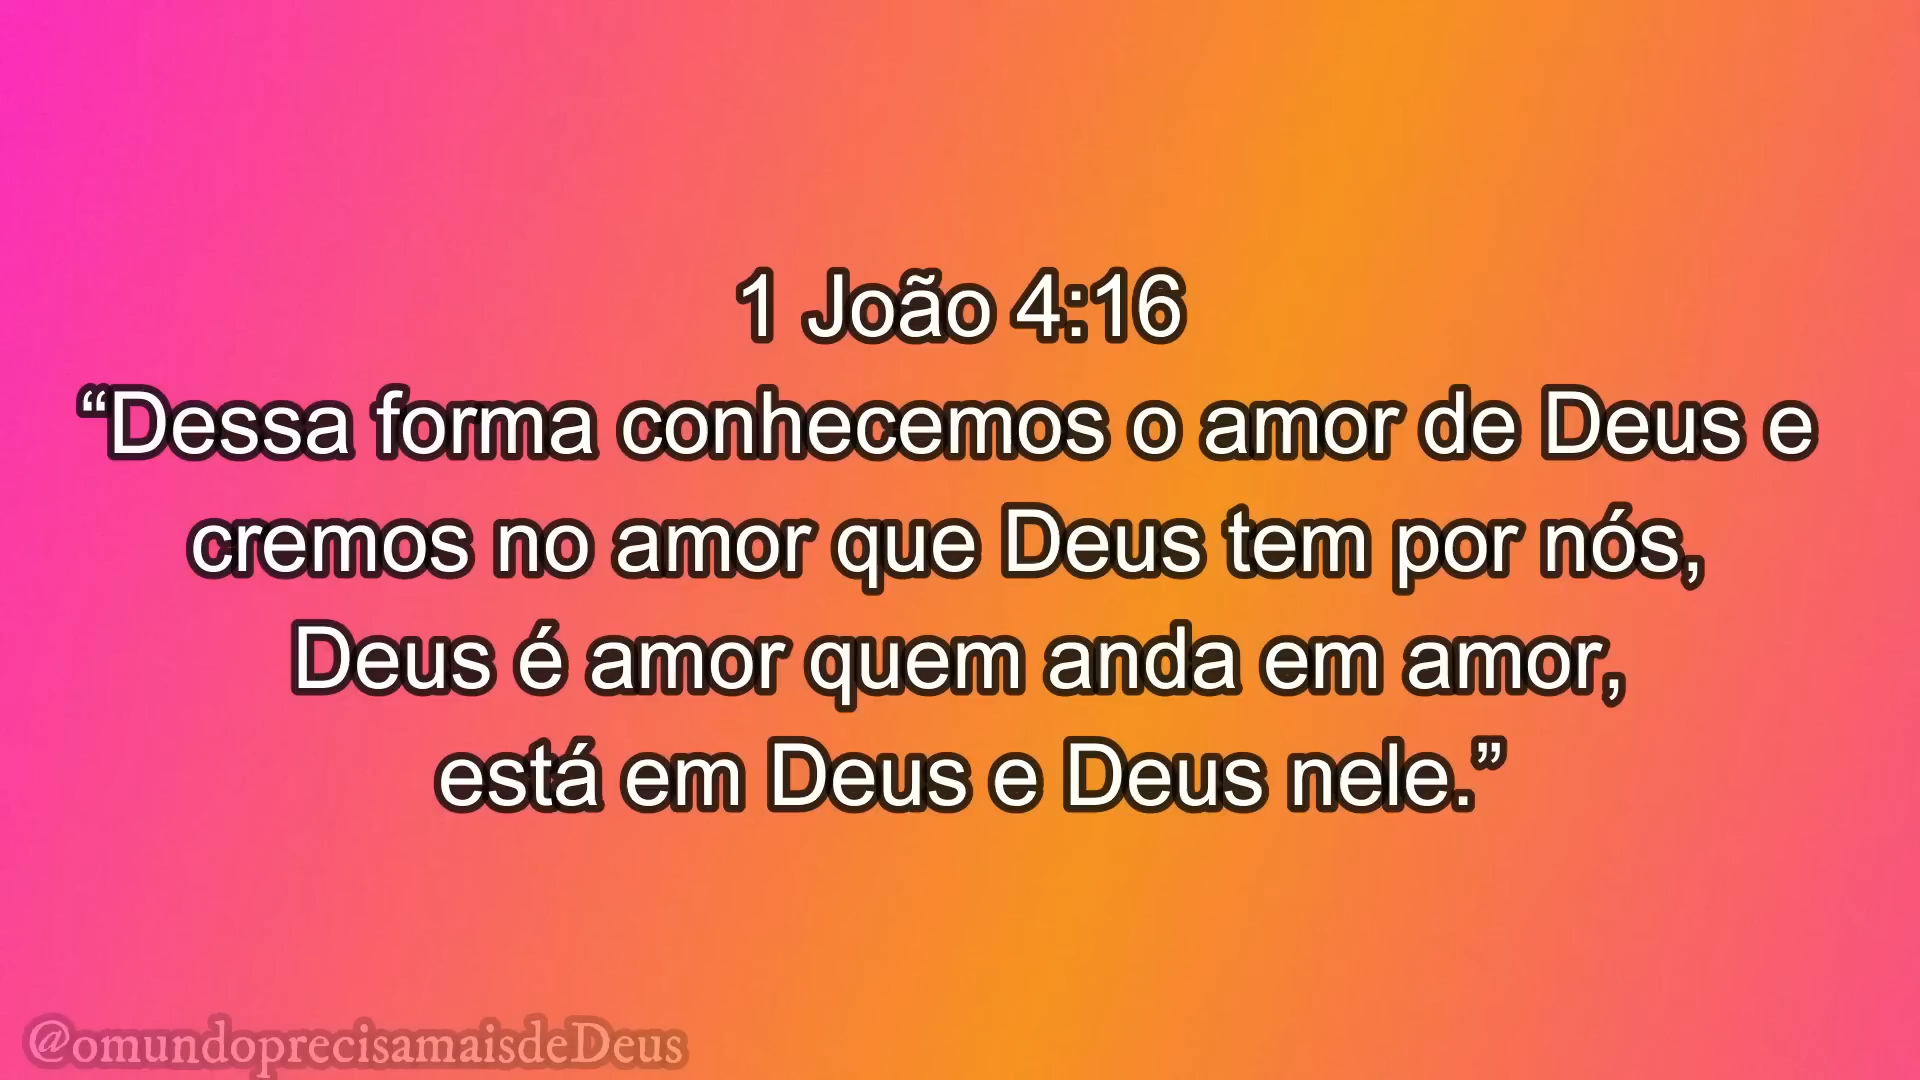 1 João 4:16
“Dessa forma conhecemos o amor de Deus e
cremos no amor que Deus tem por nós,
Deus é amor quem anda em amor,
está em Deus e Deus nele.”
@omundoprecisamaisdeDeus